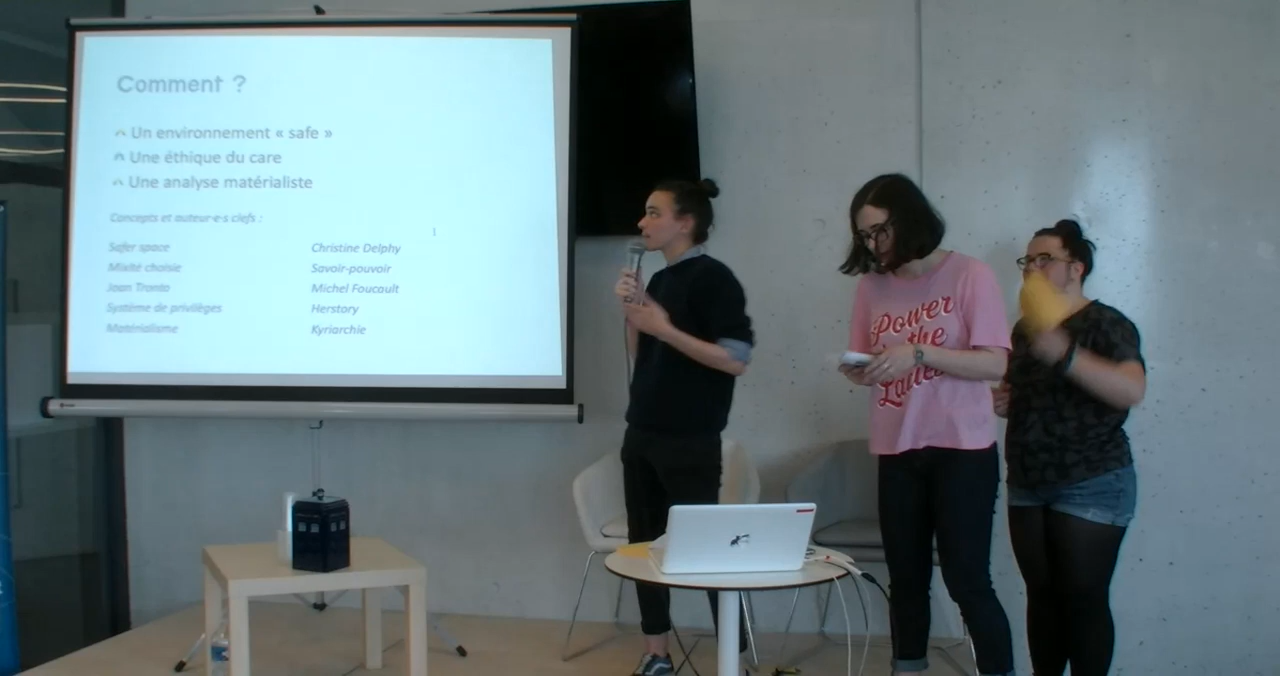 Comment ?
Un environnement « safe »
Une éthique du care
Une analyse matérialiste
Concepts et auteur·e·s clefs :
Safer space
Christine Delphy
Mixité choisie
Savoir-pouvoir
Joan Tronto
Michel Foucault
Système de privilèges
Herstory
Matérialisme
Kyriarchie
Power
the